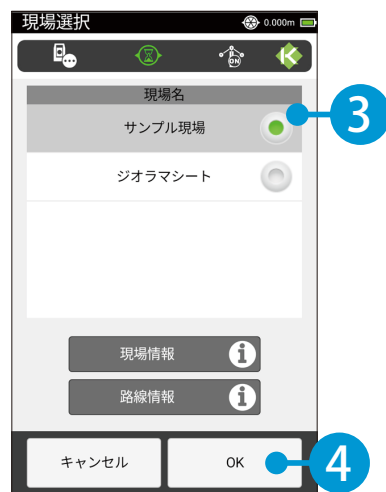 現場選択 0.000m
ON K
現場名
サンプル現場 3
ジオラマシート
現場情報 i
路線情報 i
キャンセル OK 4